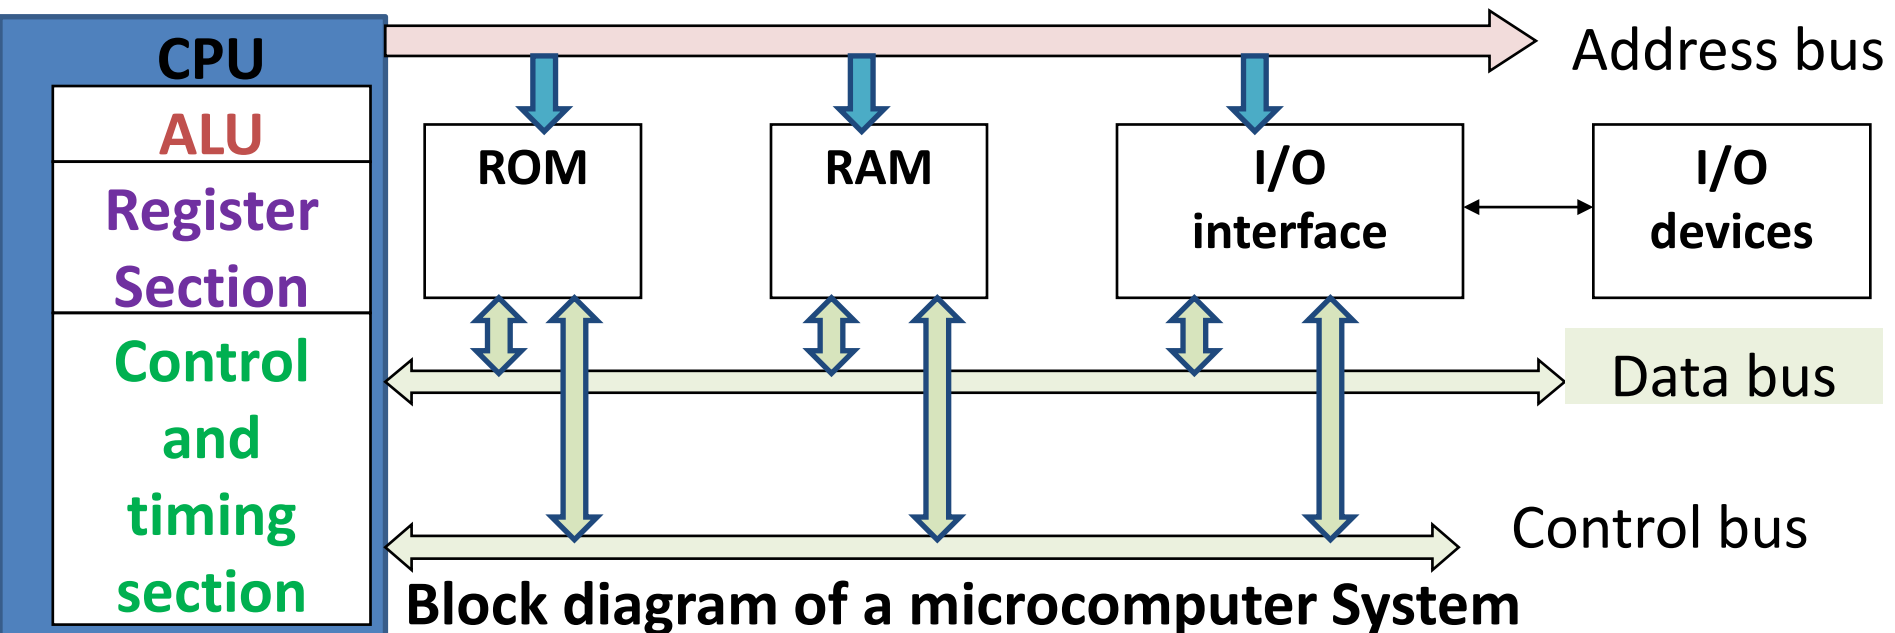 CPU
ALU
Register
Section
Control
and
timing
section
Address bus
ROM
RAM
I/O
interface
I/O
devices
Data bus
Control bus
Block diagram of a microcomputer System